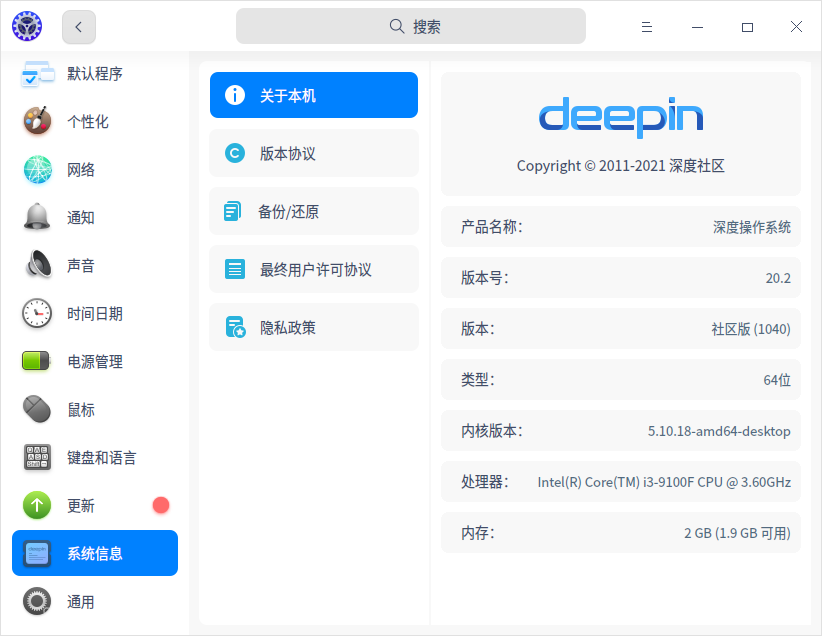 搜索
默认程序
个性化
网络
通知
声音
时间日期
电源管理
鼠标
键盘和语言
更新
系统信息
通用
关于本机
版本协议
备份/还原
最终用户许可协议
隐私政策
deepin
Copyright © 2011-2021 深度社区
产品名称： 深度操作系统
版本号： 20.2
版本： 社区版 (1040)
类型： 64位
内核版本： 5.10.18-amd64-desktop
处理器： Intel(R) Core(TM) i3-9100F CPU @ 3.60GHz
内存： 2 GB (1.9 GB 可用)